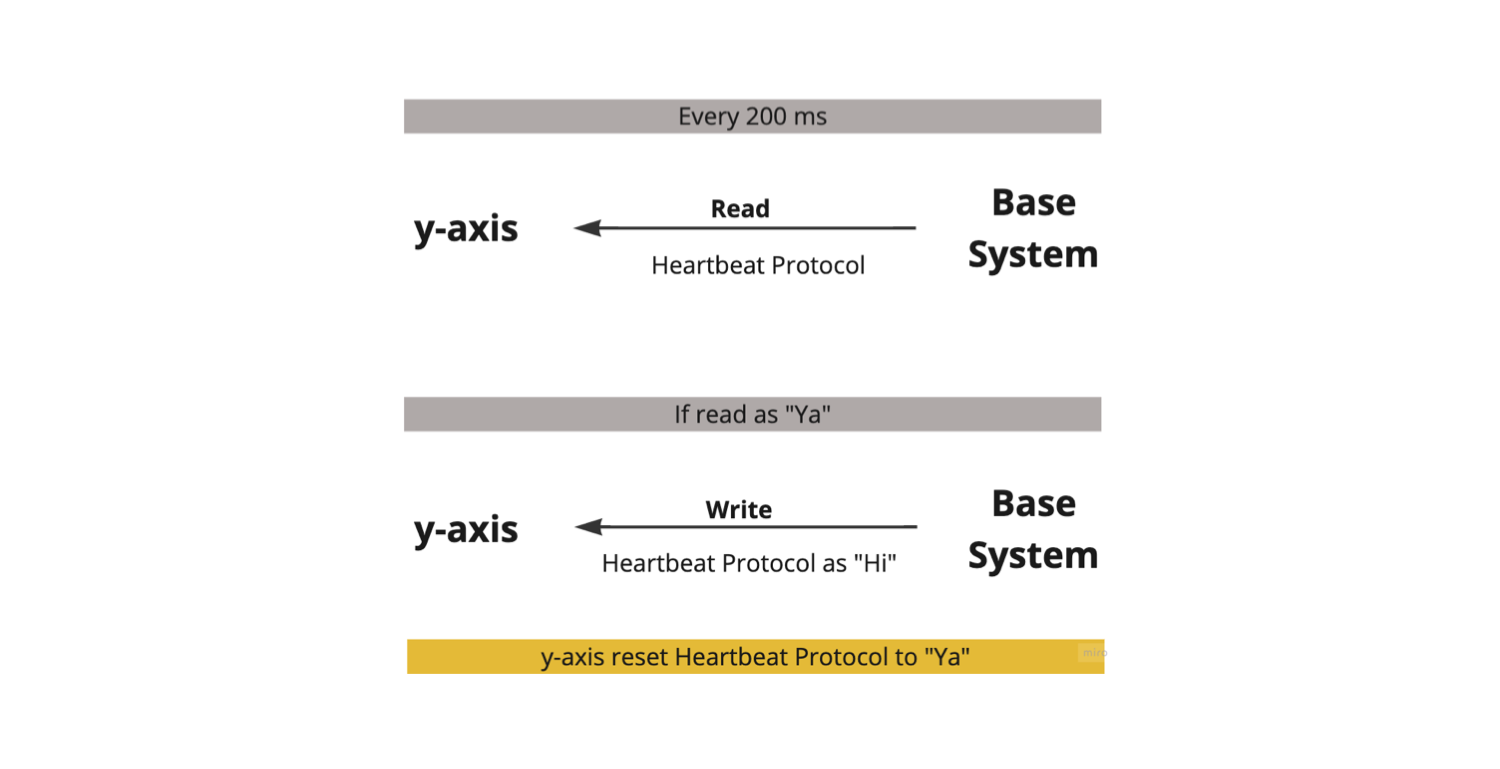 Every 200 ms
y-axis
Read
Heartbeat Protocol
Base
System
If read as "Ya"
y-axis
Write
Heartbeat Protocol as "Hi"
Base
System
y-axis reset Heartbeat Protocol to "Ya"
miro